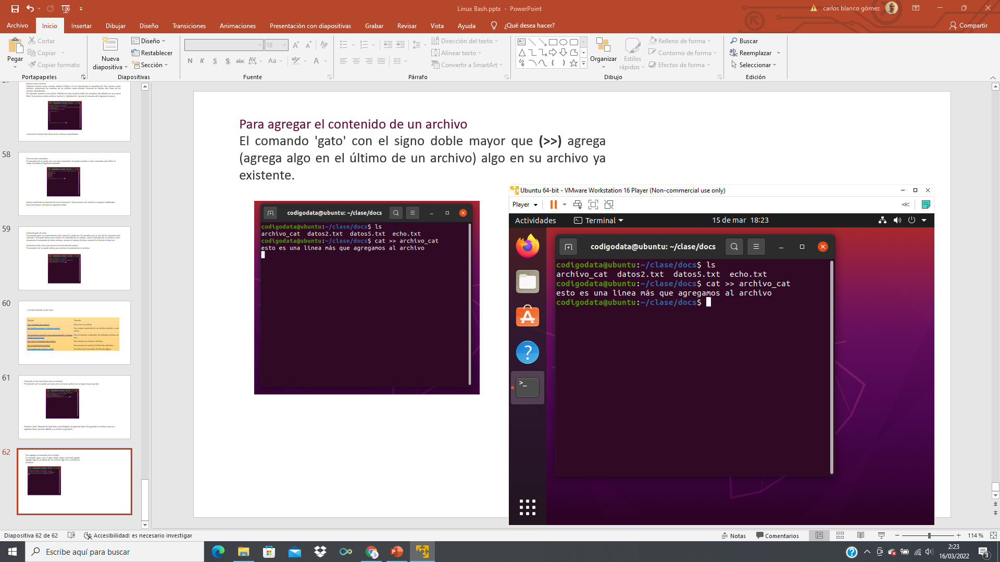 Linux Bash.pptx - PowerPoint
carlos blanco gómez
Archivo Inicio Insertar Dibujar Diseño Transiciones Animaciones Presentación con diapositivas Grabar Revisar Vista Ayuda ¿Qué desea hacer? Compartir
Pegar
Cortar
Copiar
Copiar formato
Portapapeles
Nueva diapositiva
Diseño
Restablecer
Sección
Diapositivas
18
N K S S abc AV Aa A
Fuente
Dirección del texto
Alinear texto
Convertir a SmartArt
Párrafo
Organizar
Estilos rápidos
Relleno de forma
Contorno de forma
Efectos de forma
Dibujo
Buscar
Reemplazar
Seleccionar
Edición
58
59
60
61
62
Para agregar el contenido de un archivo
El comando 'gato' con el signo doble mayor que (>>) agrega
(agrega algo en el último de un archivo) algo en su archivo ya
existente.
codigodata@ubuntu: ~/clase/docs
codigodata@ubuntu:~/clase/docs$ ls
archivo_cat datos2.txt datos5.txt echo.txt
codigodata@ubuntu:~/clase/docs$ cat >> archivo_cat
esto es una linea más que agregamos al archivo
Ubuntu 64-bit - VMware Workstation 16 Player (Non-commercial use only)
Player
Actividades Terminal 15 de mar 18:23
codigodata@ubuntu: ~/clase/docs
codigodata@ubuntu:~/clase/docs$ ls
archivo_cat datos2.txt datos5.txt echo.txt
codigodata@ubuntu:~/clase/docs$ cat >> archivo_cat
esto es una linea más que agregamos al archivo
codigodata@ubuntu:~/clase/docs$
Diapositiva 62 de 62 Accesibilidad: es necesario investigar Notas Comentarios 114 %
Escribe aquí para buscar
2:23
16/03/2022
3